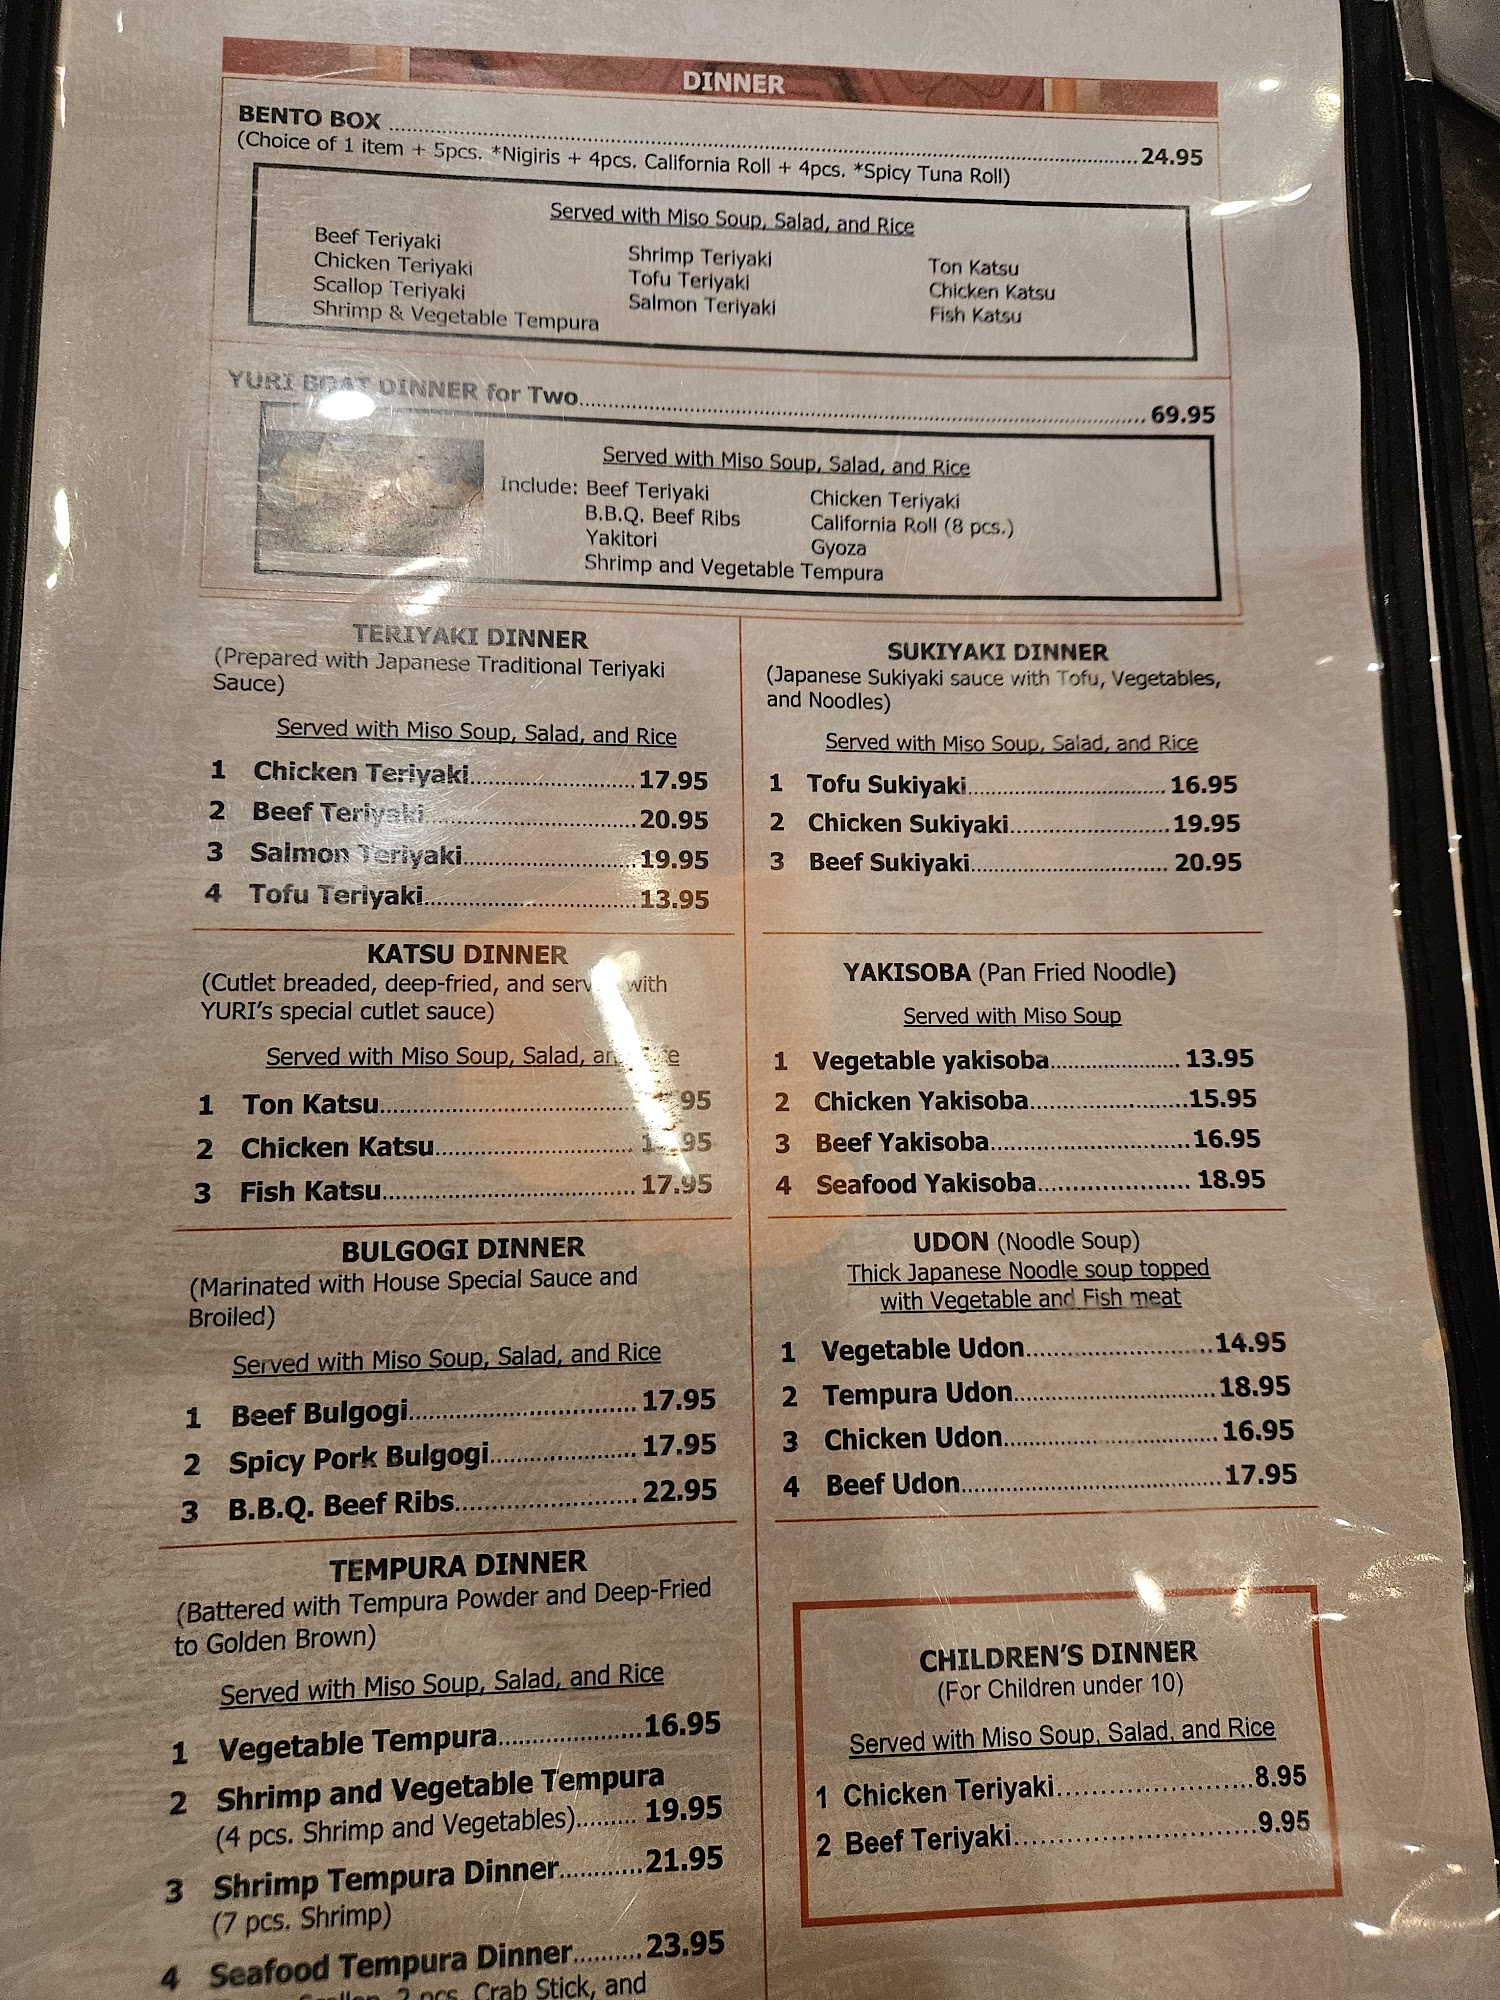 DINNER
BENTO BOX ........ 24.95
(Choice of 1 item + 5pcs. *Nigiris + 4pcs. California Roll + 4pcs. *Spicy Tuna Roll)
Served with Miso Soup, Salad, and Rice
Beef Teriyaki
Chicken Teriyaki
Scallop Teriyaki
Shrimp & Vegetable Tempura
Shrimp Teriyaki
Tofu Teriyaki
Salmon Teriyaki
Ton Katsu
Chicken Katsu
Fish Katsu
YURI BOAT DINNER for Two........ 69.95
Served with Miso Soup, Salad, and Rice
Include: Beef Teriyaki
B.B.Q. Beef Ribs
Yakitori
Shrimp and Vegetable Tempura
Chicken Teriyaki
California Roll (8 pcs.)
Gyoza
TERIYAKI DINNER
(Prepared with Japanese Traditional Teriyaki
Sauce)
Served with Miso Soup, Salad, and Rice
1 Chicken Teriyaki........ 17.95
2 Beef Teriyaki........ 20.95
3 Salmon Teriyaki........ 19.95
4 Tofu Teriyaki........ 13.95
KATSU DINNER
(Cutlet breaded, deep-fried, and with
YURI's special cutlet sauce)
Served with Miso Soup, Salad,
1 Ton Katsu........ 95
2 Chicken Katsu........ 95
3 Fish Katsu........ 17.95
BULGOGI DINNER
(Marinated with House Special Sauce and
Broiled)
Served with Miso Soup, Salad, and Rice
1 Beef Bulgogi........ 17.95
2 Spicy Pork Bulgogi........ 17.95
3 B.B.Q. Beef Ribs........ 22.95
TEMPURA DINNER
(Battered with Tempura Powder and Deep-Fried
to Golden Brown)
Served with Miso Soup, Salad, and Rice
1 Vegetable Tempura........ 16.95
2 Shrimp and Vegetable Tempura
(4 pcs. Shrimp and Vegetables)........ 19.95
3 Shrimp Tempura Dinner........ 21.95
(7 pcs. Shrimp)
4 Seafood Tempura Dinner........ 23.95
2 pcs. Crab Stick, and
SUKIYAKI DINNER
(Japanese Sukiyaki sauce with Tofu, Vegetables,
and Noodles)
Served with Miso Soup, Salad, and Rice
1 Tofu Sukiyaki........ 16.95
2 Chicken Sukiyaki........ 19.95
3 Beef Sukiyaki........ 20.95
YAKISOBA (Pan Fried Noodle)
Served with Miso Soup
1 Vegetable yakisoba........ 13.95
2 Chicken Yakisoba........ 15.95
3 Beef Yakisoba........ 16.95
4 Seafood Yakisoba........ 18.95
UDON (Noodle Soup)
Thick Japanese Noodle soup topped
with Vegetable and Fish meat
1 Vegetable Udon........ 14.95
2 Tempura Udon........ 18.95
3 Chicken Udon........ 16.95
4 Beef Udon........ 17.95
CHILDREN'S DINNER
(For Children under 10)
Served with Miso Soup, Salad, and Rice
1 Chicken Teriyaki........ 8.95
2 Beef Teriyaki........ 9.95